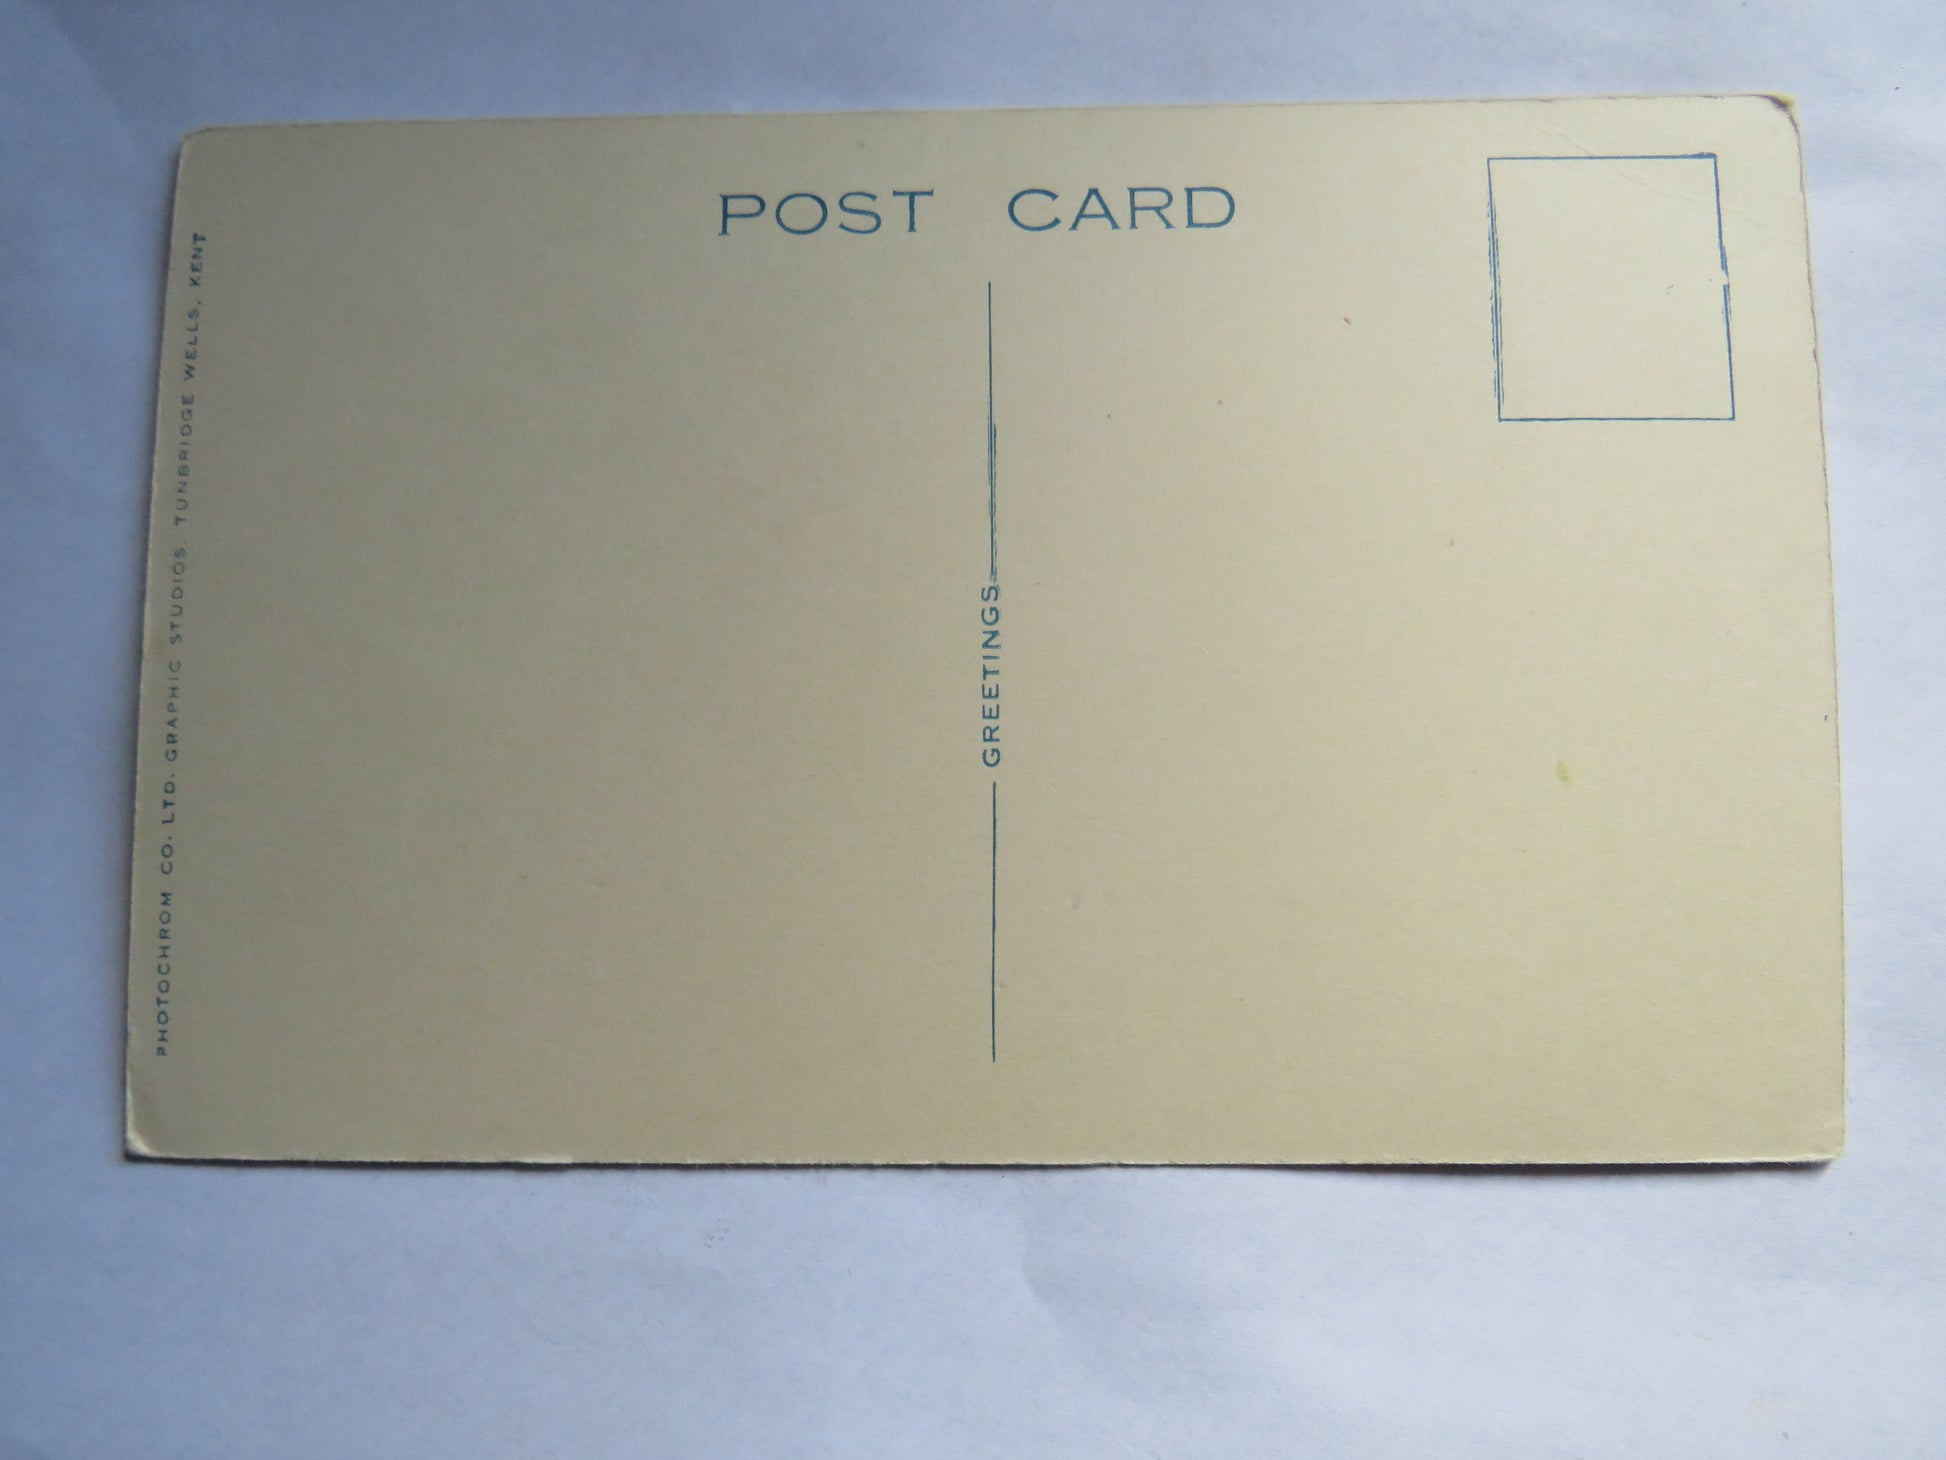 POST CARD
PHOTOCHROM CO. LTD. GRAPHIC STUDIOS. TUNBRIDGE WELLS, KENT
GREETINGS